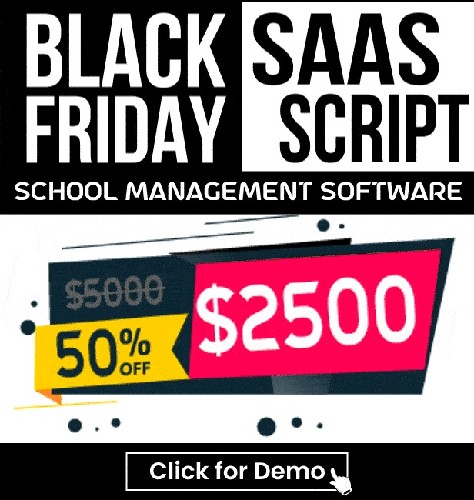 BLACK SAAS
FRIDAY SCRIPT
SCHOOL MANAGEMENT SOFTWARE
$5000
$2500
50% OFF
Click for Demo